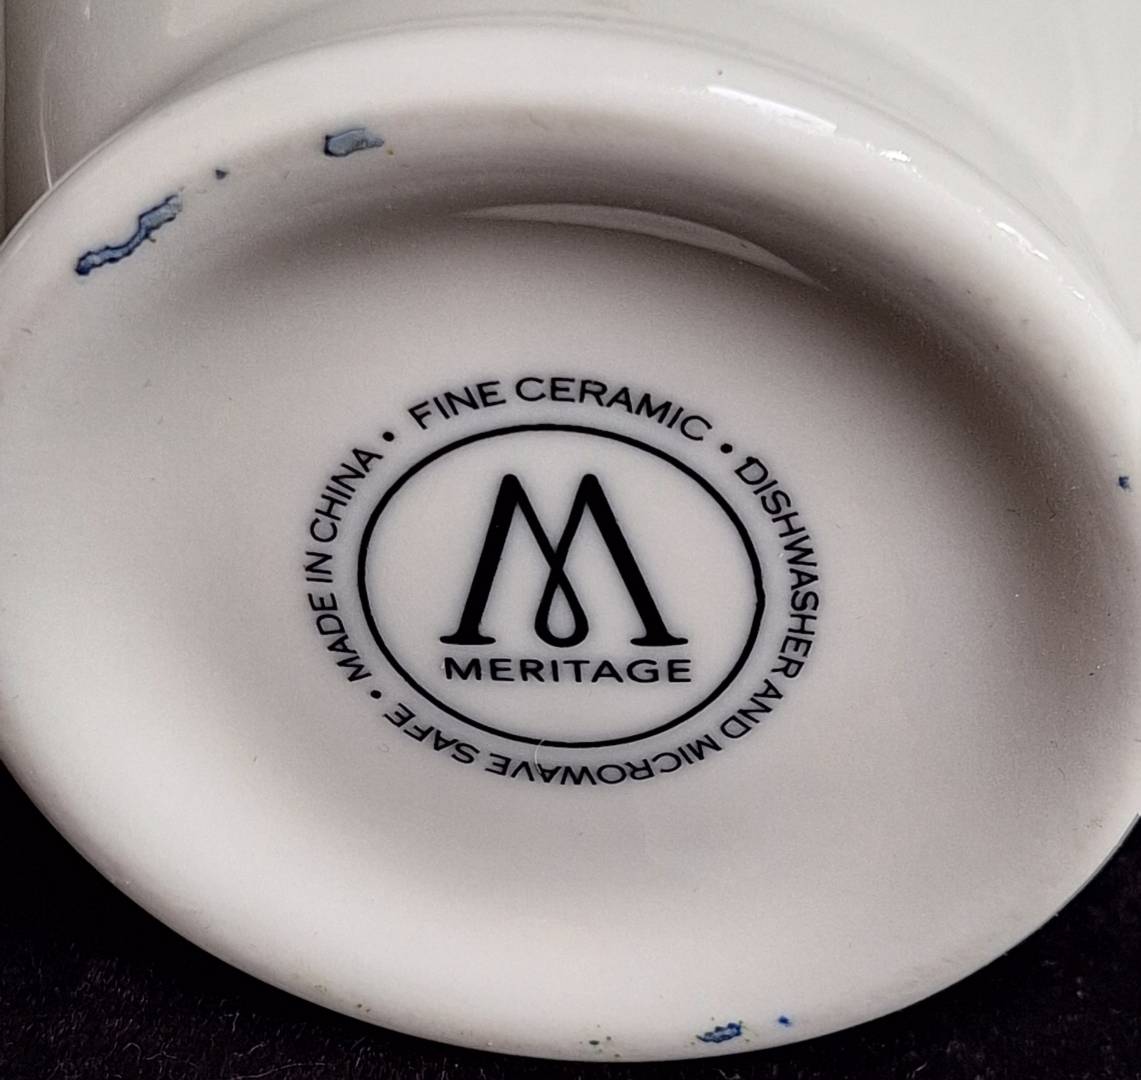 FINE CERAMIC • DISHWASHER AND MICROWAVE SAFE • MADE IN CHINA •
M
MERITAGE